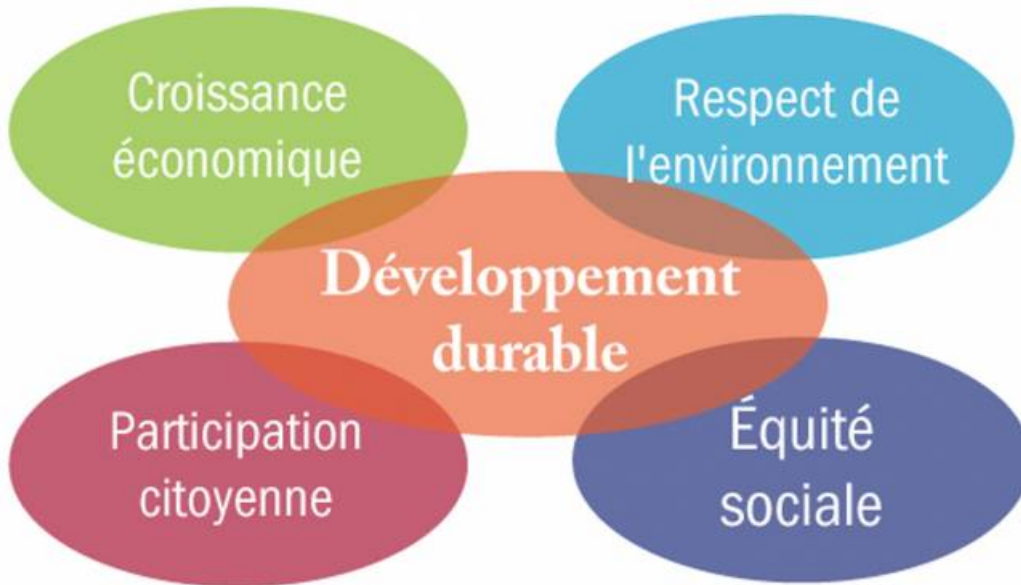 Croissance
économique
Respect de
l'environnement
Développement
durable
Participation
citoyenne
Équité
sociale